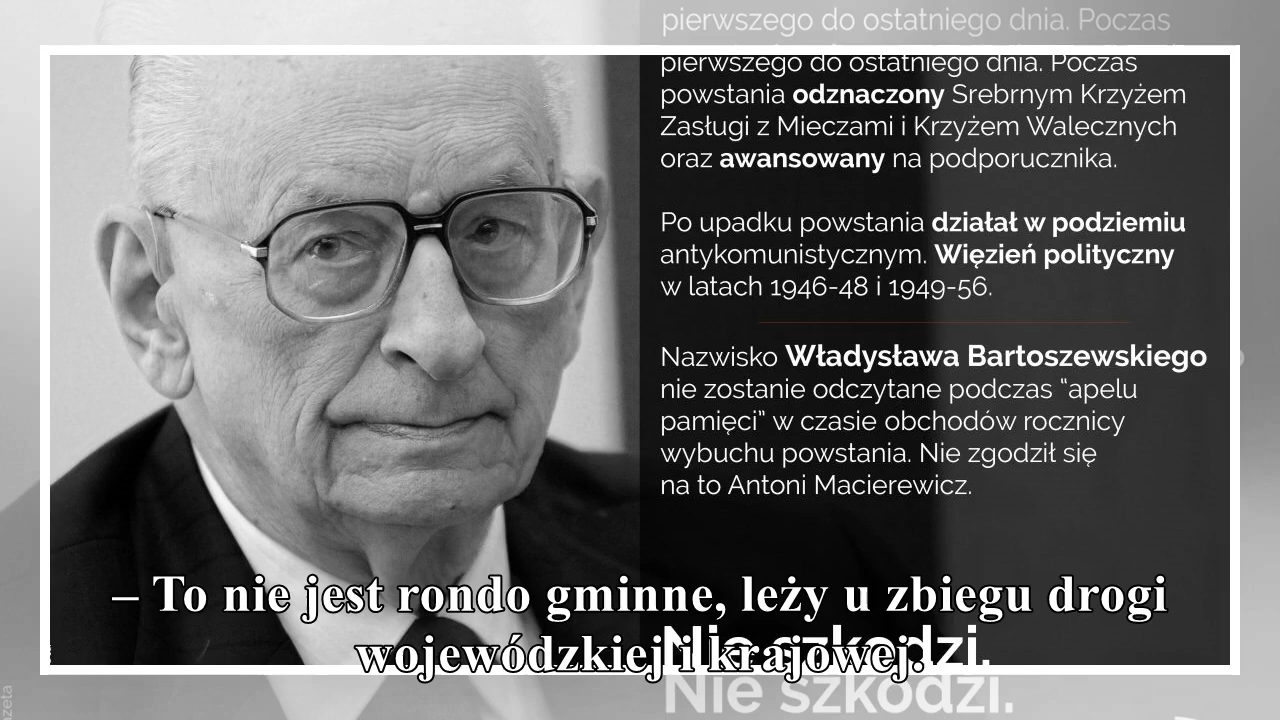 pierwszego do ostatniego dnia. Poczas
pierwszego do ostatniego dnia. Poczas
powstania odznaczony Srebrnym Krzyżem
Zasługi z Mieczami i Krzyżem Walecznych
oraz awansowany na podporucznika.
Po upadku powstania działał w podziemiu
antykomunistycznym. Więzień polityczny
w latach 1946-48 i 1949-56.
Nazwisko Władysława Bartoszewskiego
nie zostanie odczytane podczas “apelu
pamięci” w czasie obchodów rocznicy
wybuchu powstania. Nie zgodził się
na to Antoni Macierewicz.
– To nie jest rondo gminne, leży u zbiegu drogi
wojewódzkiej i krajowej.
Nie szkodzi.
Nie szkodzi.